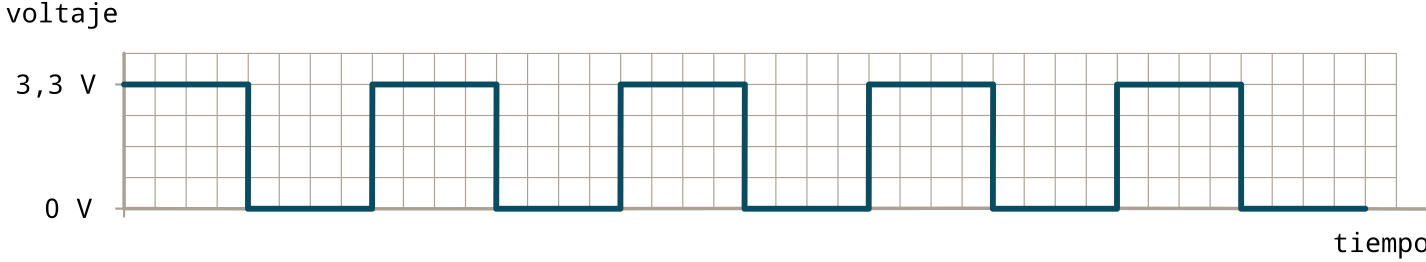 voltaje
3,3 V
0 V
tiempo